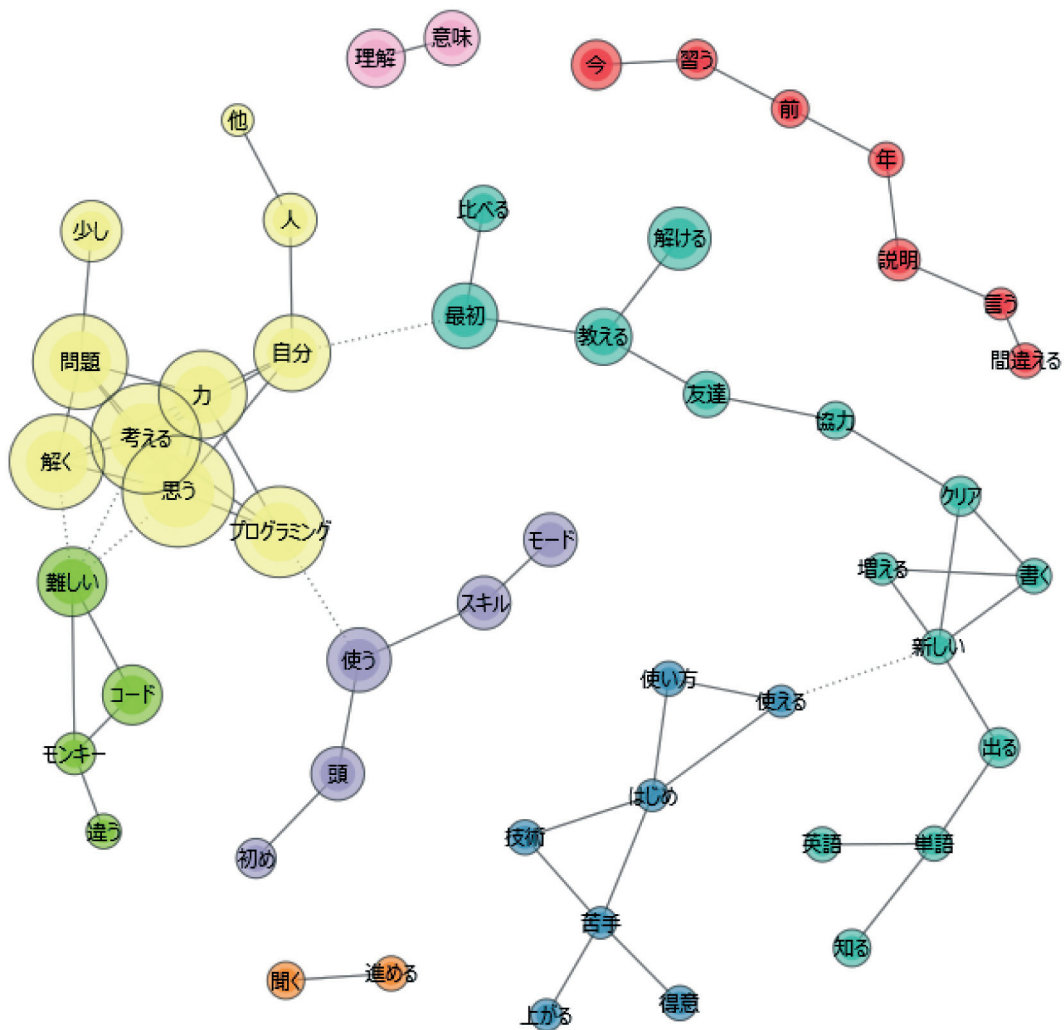 意味
理解
今
習う
前
年
説明
言う
間違える
他
人
少し
自分
問題
力
考える
解く
思う
プログラミング
比べる
解ける
最初
教える
友達
協力
クリア
増える
書く
新しい
出る
英語
単語
知る
難しい
コード
モンキー
違う
モード
スキル
使う
頭
初め
使い方
使える
はじめ
技術
苦手
上がる
得意
聞く
進める